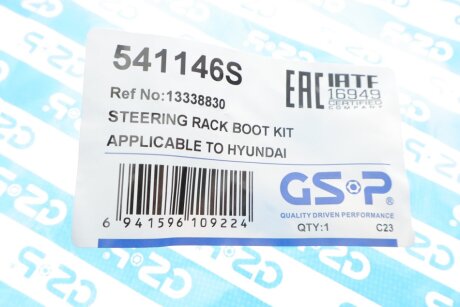 541146S
Ref No:13338830
STEERING RACK BOOT KIT
APPLICABLE TO HYUNDAI
6 941596 109224
EAC IATF
16949
CERTIFIED
COMPANY
GSP
QUALITY DRIVEN PERFORMANCE
QTY:1 C23